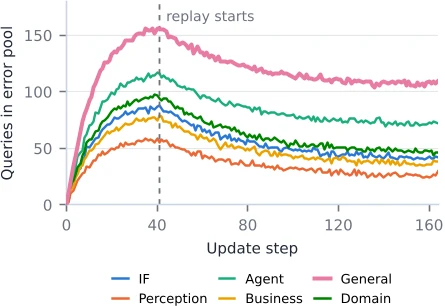 replay starts
150
100
50
0
0
40
80
120
160
Queries in error pool
Update step
IF
Agent
General
Perception
Business
Domain